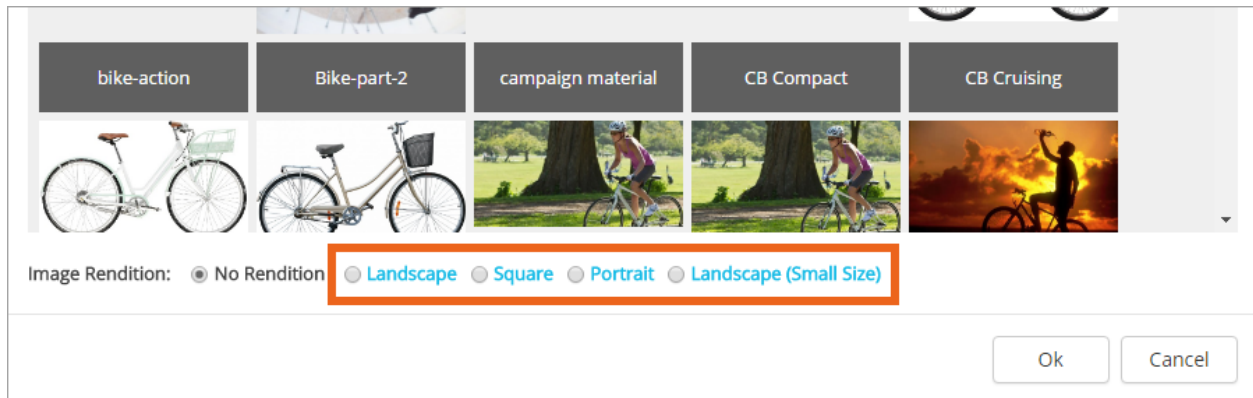 bike-action Bike-part-2 campaign material CB Compact CB Cruising
Image Rendition: No Rendition Landscape Square Portrait Landscape (Small Size)
Ok Cancel